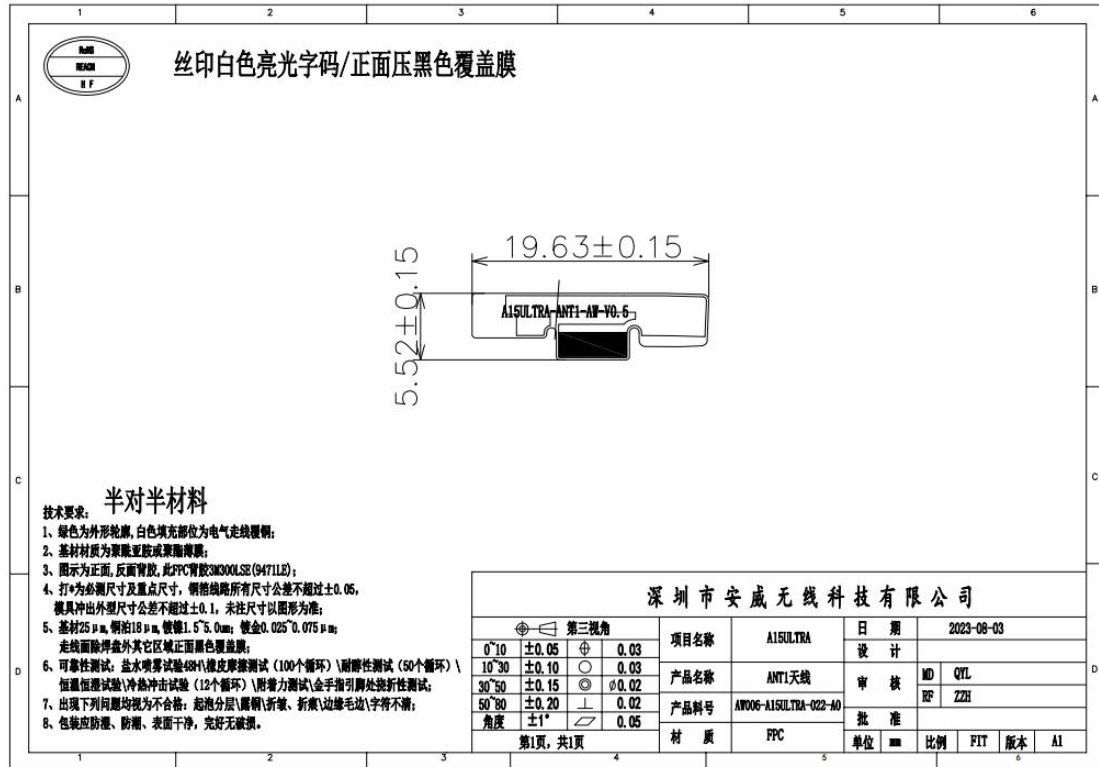 1 2 3 4 5 6
RoHS
REACH
H F
丝印白色亮光字码/正面压黑色覆盖膜
A A
B B
C C
D D
19.63±0.15
5.52±0.15
A15ULTRA-ANT1-AW-V0.5
半对半材料
技术要求:
1、绿色为外形轮廓,白色填充部位为电气走线覆铜;
2、基材材质为聚酰亚胺或聚酯薄膜;
3、图示为正面,反面背胶,此FPC背胶3M300LSE(9471LE);
4、打*为必测尺寸及重点尺寸,铜箔线路所有尺寸公差不超过±0.05,
模具冲出外型尺寸公差不超过±0.1,未注尺寸以图形为准;
5、基材25μm,铜泊18μm,镀镍1.5~5.0um;镀金0.025~0.075μm;
走线面除焊盘外其它区域正面黑色覆盖膜;
6、可靠性测试:盐水喷雾试验48H\橡皮摩擦测试(100个循环)\耐醇性测试(50个循环)\
恒温恒湿试验\冷热冲击试验(12个循环)\附着力测试\金手指引脚处挠折性测试;
7、出现下列问题均视为不合格:起泡分层\露铜\折皱、折痕\边缘毛边\字符不清;
8、包装应防湿、防潮、表面干净,完好无破损。
深圳市安威无线科技有限公司
第三视角
0~10 ±0.05 0.03
10~30 ±0.10 ○ 0.03
30~50 ±0.15 ◎ ø0.02
50~80 ±0.20 ⊥ 0.02
角度 ±1° ▱ 0.05
第1页,共1页
项目名称 A15ULTRA
产品名称 ANT1天线
产品料号 AW006-A15ULTRA-022-A0
材 质 FPC
日 期 2023-08-03
设 计
审 核 MD QYL
RF ZZH
批 准
单位 mm 比例 FIT 版本 A1
1 2 3 4 5 6